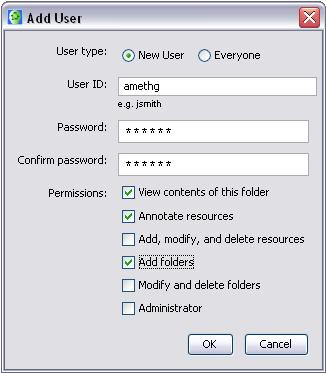 Add User
User type: New User Everyone
User ID: amethg
e.g. jsmith
Password: ******
Confirm password: ******
Permissions: View contents of this folder
Annotate resources
Add, modify, and delete resources
Add folders
Modify and delete folders
Administrator
OK Cancel